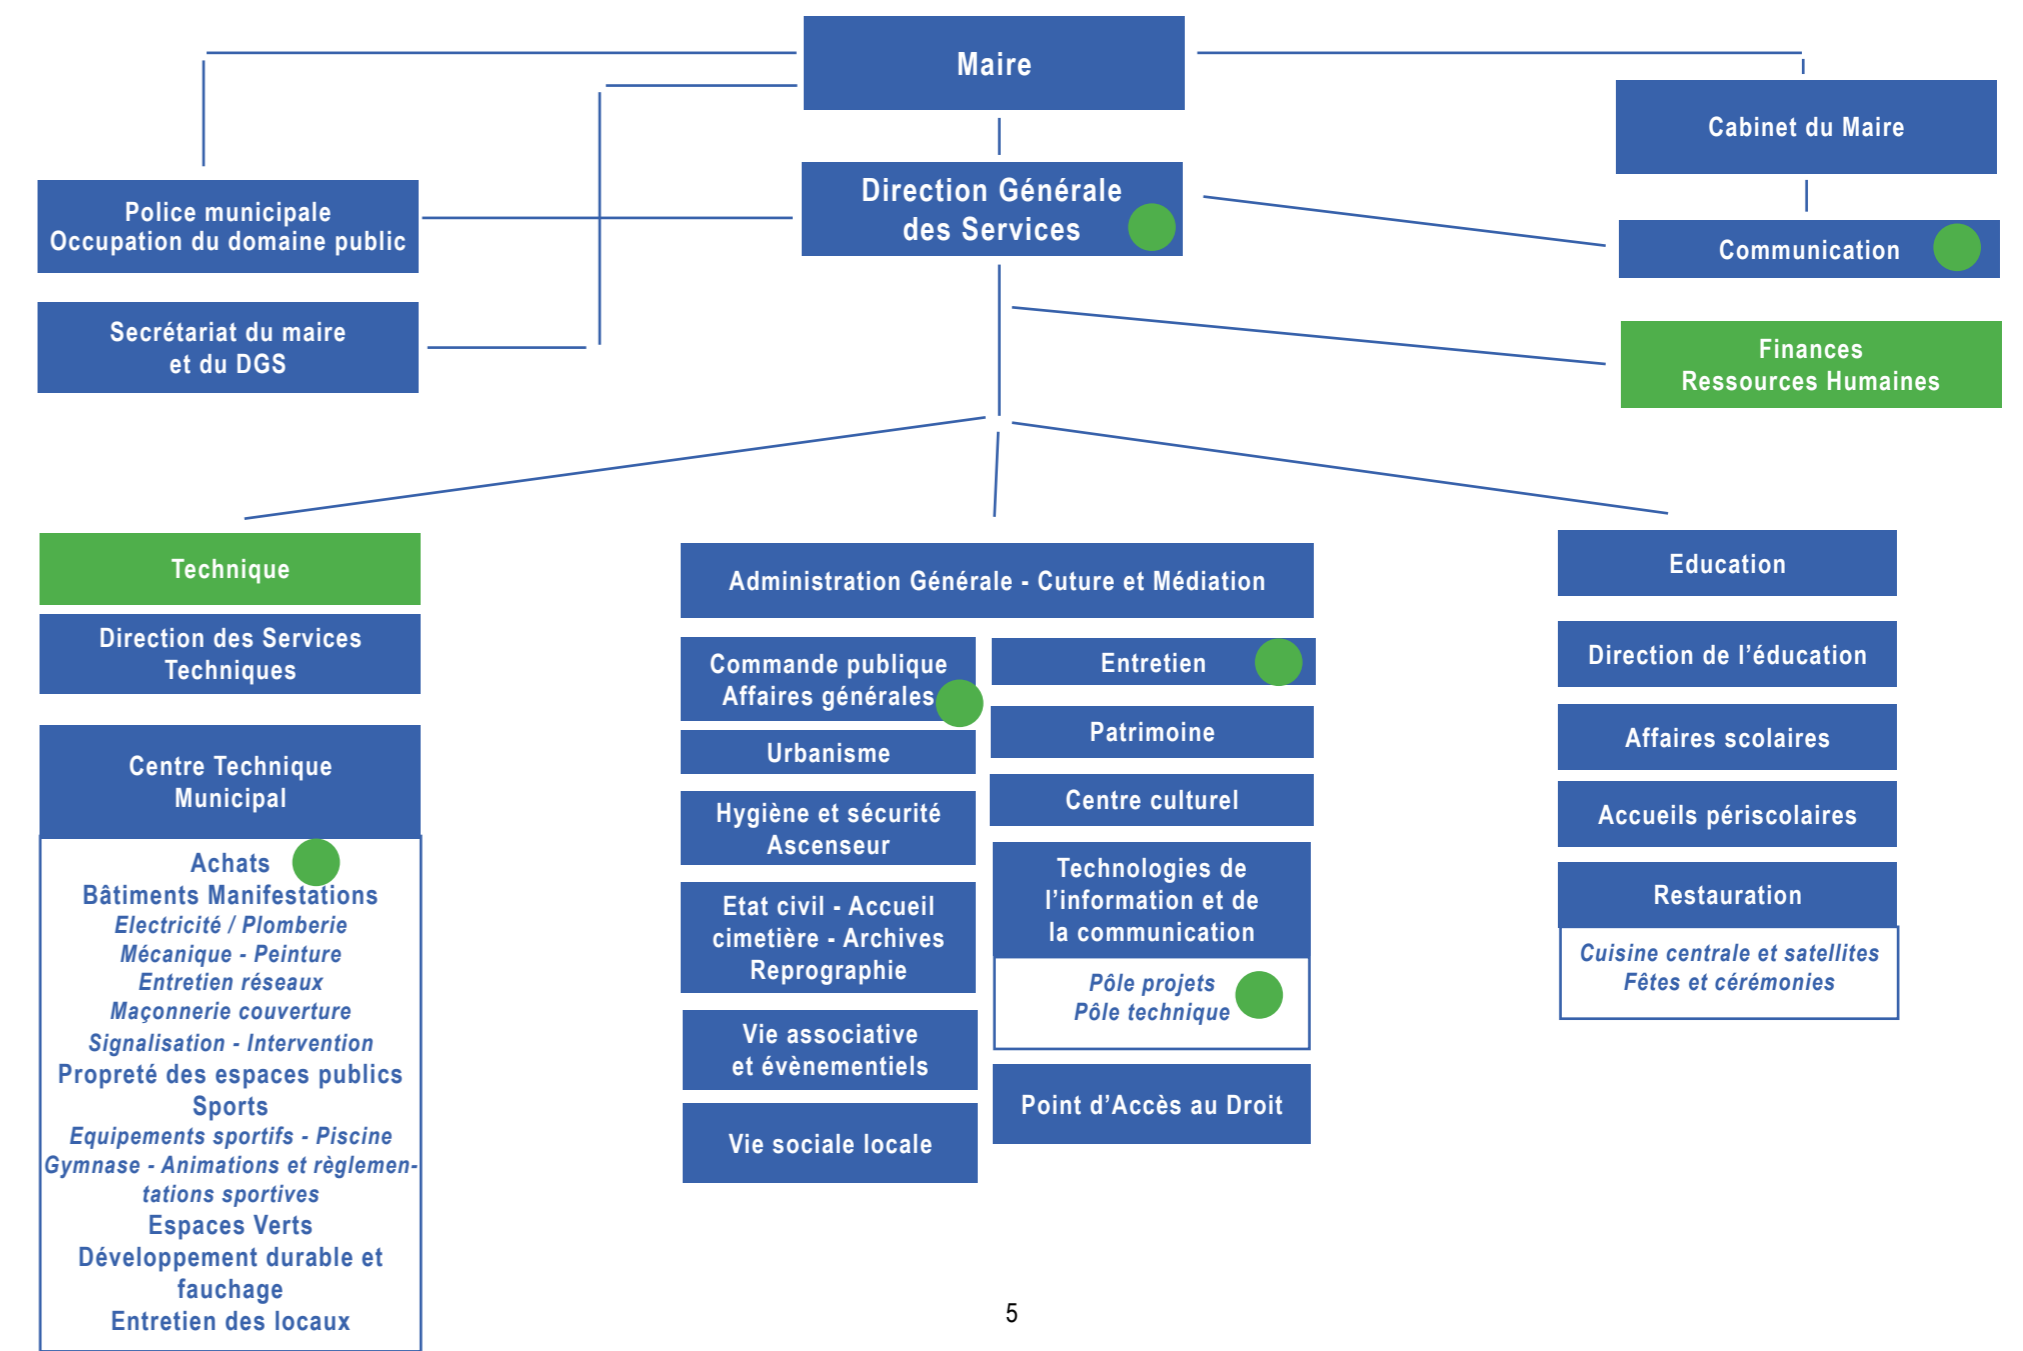 Maire
Cabinet du Maire
Police municipale
Occupation du domaine public
Direction Générale
des Services
Communication
Secrétariat du maire
et du DGS
Finances
Ressources Humaines
Technique
Direction des Services
Techniques
Centre Technique
Municipal
Achats
Bâtiments Manifestations
Electricité / Plomberie
Mécanique - Peinture
Entretien réseaux
Maçonnerie couverture
Signalisation - Intervention
Propreté des espaces publics
Sports
Equipements sportifs - Piscine
Gymnase - Animations et règlemen-
tations sportives
Espaces Verts
Développement durable et
fauchage
Entretien des locaux
Administration Générale - Cuture et Médiation
Commande publique
Affaires générales
Urbanisme
Hygiène et sécurité
Ascenseur
Etat civil - Accueil
cimetière - Archives
Reprographie
Vie associative
et évènementiels
Vie sociale locale
Entretien
Patrimoine
Centre culturel
Technologies de
l’information et de
la communication
Pôle projets
Pôle technique
Point d’Accès au Droit
Education
Direction de l’éducation
Affaires scolaires
Accueils périscolaires
Restauration
Cuisine centrale et satellites
Fêtes et cérémonies
5